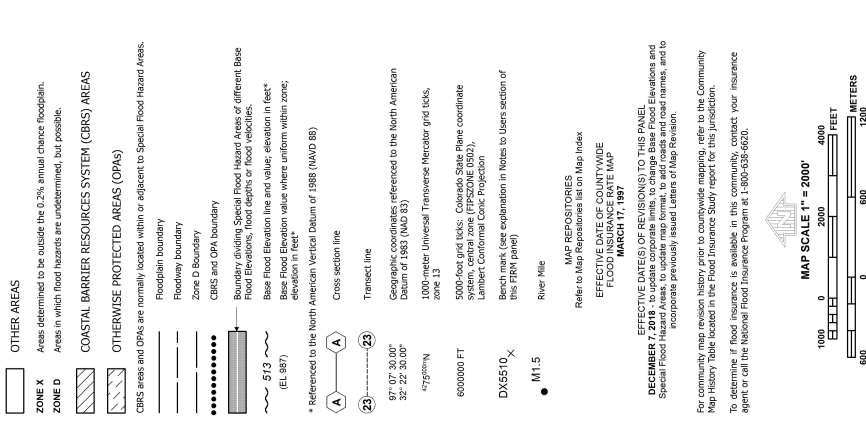 OTHER AREAS
ZONE X Areas determined to be outside the 0.2% annual chance floodplain.
ZONE D Areas in which flood hazards are undetermined, but possible.
COASTAL BARRIER RESOURCES SYSTEM (CBRS) AREAS
OTHERWISE PROTECTED AREAS (OPAs)
CBRS areas and OPAs are normally located within or adjacent to Special Flood Hazard Areas.
Floodplain boundary
Floodway boundary
Zone D Boundary
CBRS and OPA boundary
Boundary dividing Special Flood Hazard Areas of different Base
Flood Elevations, flood depths or flood velocities.
513 Base Flood Elevation line and value; elevation in feet*
(EL 987) Base Flood Elevation value where uniform within zone;
elevation in feet*
* Referenced to the North American Vertical Datum of 1988 (NAVD 88)
A A Cross section line
23 23 Transect line
97° 07' 30.00" Geographic coordinates referenced to the North American
32° 22' 30.00" Datum of 1983 (NAD 83)
4275000mN 1000-meter Universal Transverse Mercator grid ticks,
zone 13
6000000 FT 5000-foot grid ticks: Colorado State Plane coordinate
system, central zone (FIPSZONE 0502),
Lambert Conformal Conic Projection
DX5510 Bench mark (see explanation in Notes to Users section of
this FIRM panel)
M1.5 River Mile
MAP REPOSITORIES
Refer to Map Repositories list on Map Index
EFFECTIVE DATE OF COUNTYWIDE
FLOOD INSURANCE RATE MAP
MARCH 17, 1997
EFFECTIVE DATE(S) OF REVISION(S) TO THIS PANEL
DECEMBER 7, 2018 - to update corporate limits, to change Base Flood Elevations and
Special Flood Hazard Areas, to update map format, to add roads and road names, and to
incorporate previously issued Letters of Map Revision.
For community map revision history prior to countywide mapping, refer to the Community
Map History Table located in the Flood Insurance Study report for this jurisdiction.
To determine if flood insurance is available in this community, contact your insurance
agent or call the National Flood Insurance Program at 1-800-638-6620.
MAP SCALE 1" = 2000'
1000 0 2000 4000
FEET
METERS
600 0 600 1200